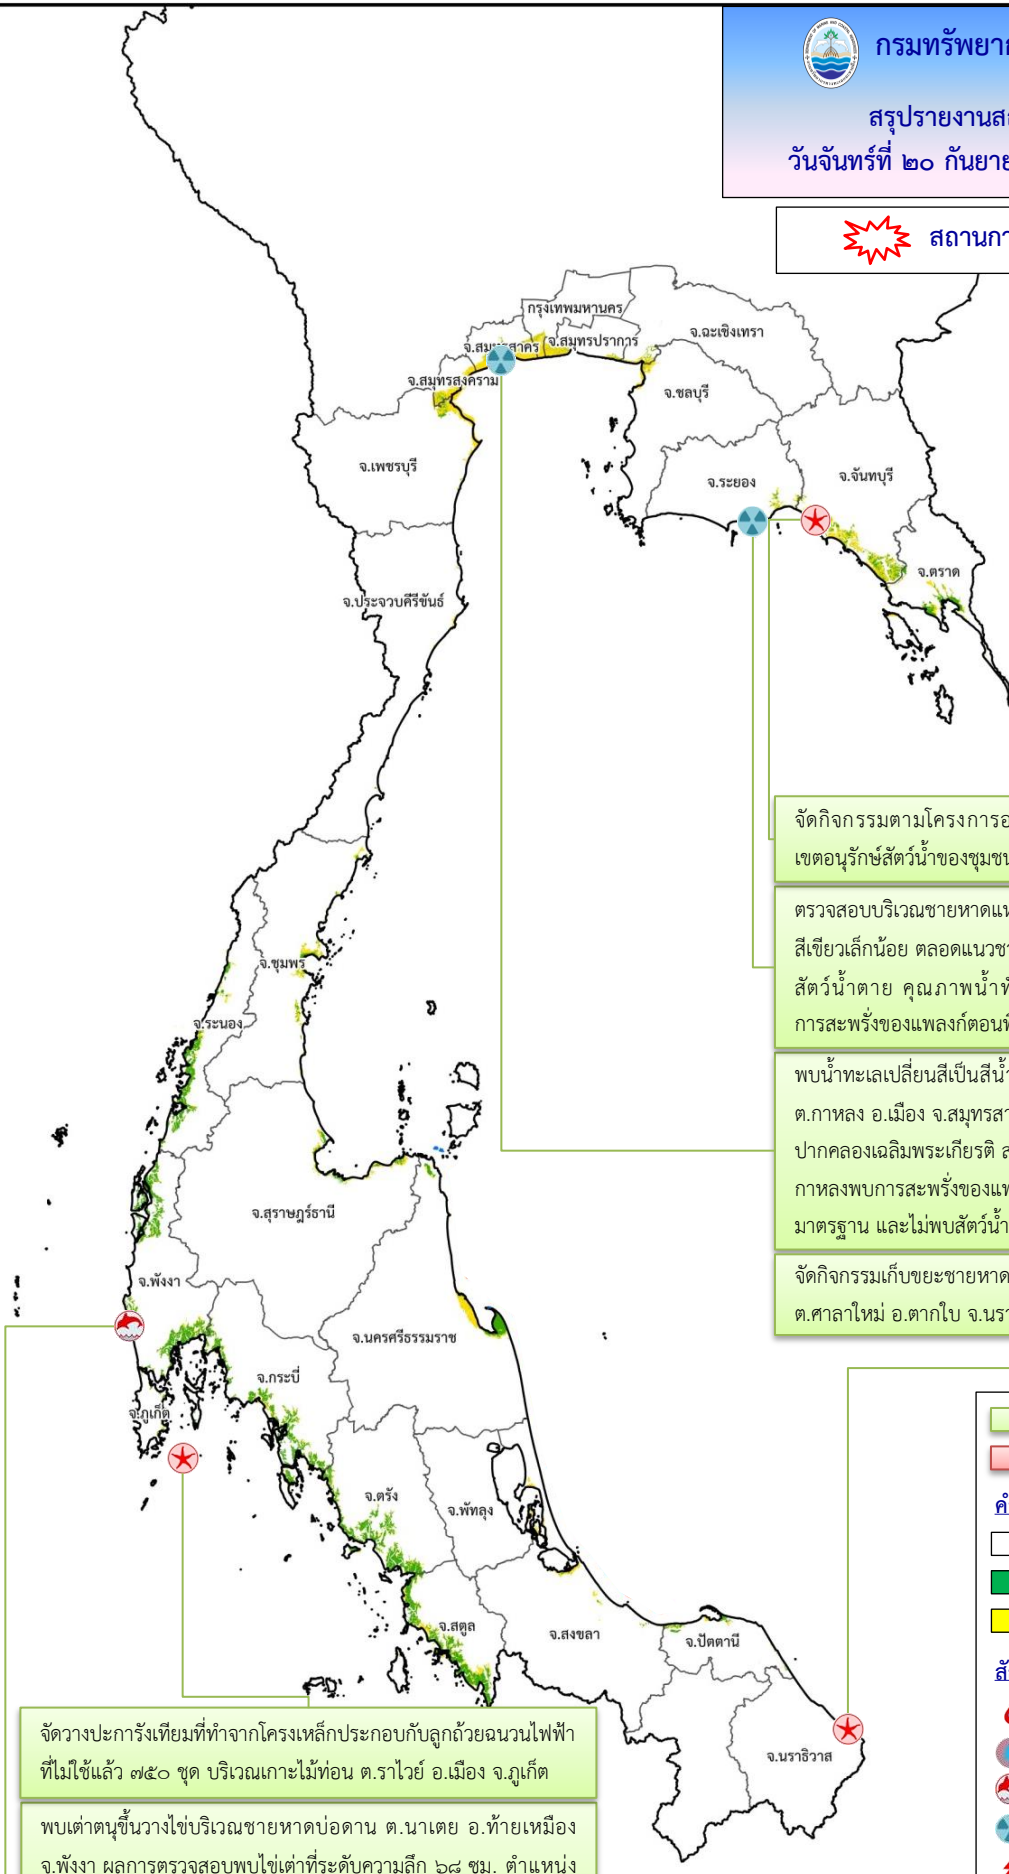 กรมทรัพยาก
สรุปรายงานส
วันจันทร์ที่ ๒๐ กันยาย
สถานกา
กรุงเทพมหานคร
จ.สมุทรปราการ
จ.ฉะเชิงเทรา
จ.สมุทรสาคร
จ.สมุทรสงคราม
จ.ชลบุรี
จ.เพชรบุรี
จ.ระยอง
จ.จันทบุรี
จ.ตราด
จ.ประจวบคีรีขันธ์
จัดกิจกรรมตามโครงการอ
เขตอนุรักษ์สัตว์น้ำของชุมชน
ตรวจสอบบริเวณชายหาดแห
สีเขียวเล็กน้อย ตลอดแนวชา
สัตว์น้ำตาย คุณภาพน้ำทั
การสะพรั่งของแพลงก์ตอนพื
จ.ชุมพร
จ.ระนอง
พบน้ำทะเลเปลี่ยนสีเป็นสีน้ำ
ต.กาหลง อ.เมือง จ.สมุทรสา
ปากคลองเฉลิมพระเกียรติ ส
กาหลงพบการสะพรั่งของแพ
มาตรฐาน และไม่พบสัตว์น้ำ
จัดกิจกรรมเก็บขยะชายหาด
ต.ศาลาใหม่ อ.ตากใบ จ.นรา
จ.สุราษฎร์ธานี
จ.พังงา
จ.นครศรีธรรมราช
จ.กระบี่
จ.ภูเก็ต
จ.ตรัง
จ.พัทลุง
จ.สตูล
จ.สงขลา
จ.ปัตตานี
จ.นราธิวาส
คำ
สั
จัดวางปะการังเทียมที่ทำจากโครงเหล็กประกอบกับลูกถ้วยฉนวนไฟฟ้า
ที่ไม่ใช้แล้ว ๗๕๐ ชุด บริเวณเกาะไม้ท่อน ต.ราไวย์ อ.เมือง จ.ภูเก็ต
พบเต่าตนุขึ้นวางไข่บริเวณชายหาดบ่อดาน ต.นาเตย อ.ท้ายเหมือง
จ.พังงา ผลการตรวจสอบพบไข่เต่าที่ระดับความลึก ๖๘ ซม. ตำแหน่ง